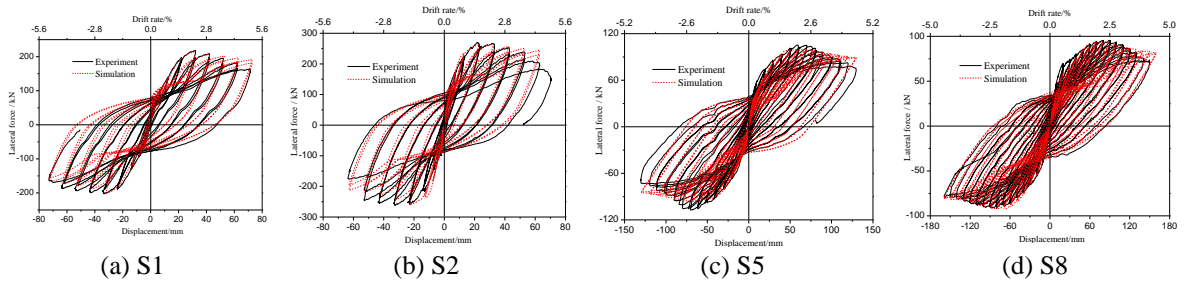 Drift rate/%
-5.6 -2.8 0.0 2.8 5.6
Lateral force / kN
200
100
0
-100
-200
Experiment
Simulation
-80 -60 -40 -20 0 20 40 60 80
Displacement/mm
(a) S1
Drift rate/%
-5.6 -2.8 0.0 2.8 5.6
Lateral force / kN
300
200
100
0
-100
-200
-300
Experiment
Simulation
-80 -60 -40 -20 0 20 40 60 80
Displacement/mm
(b) S2
Drift rate/%
-5.2 -2.6 0.0 2.6 5.2
Lateral force / kN
120
60
0
-60
-120
Experiment
Simulation
-150 -100 -50 0 50 100 150
Displacement/mm
(c) S5
Drift rate/%
-5.0 -2.5 0.0 2.5 5.0
Lateral force / kN
100
75
50
25
0
-25
-50
-75
-100
Experiment
Simulation
-180 -120 -60 0 60 120 180
Displacement/mm
(d) S8